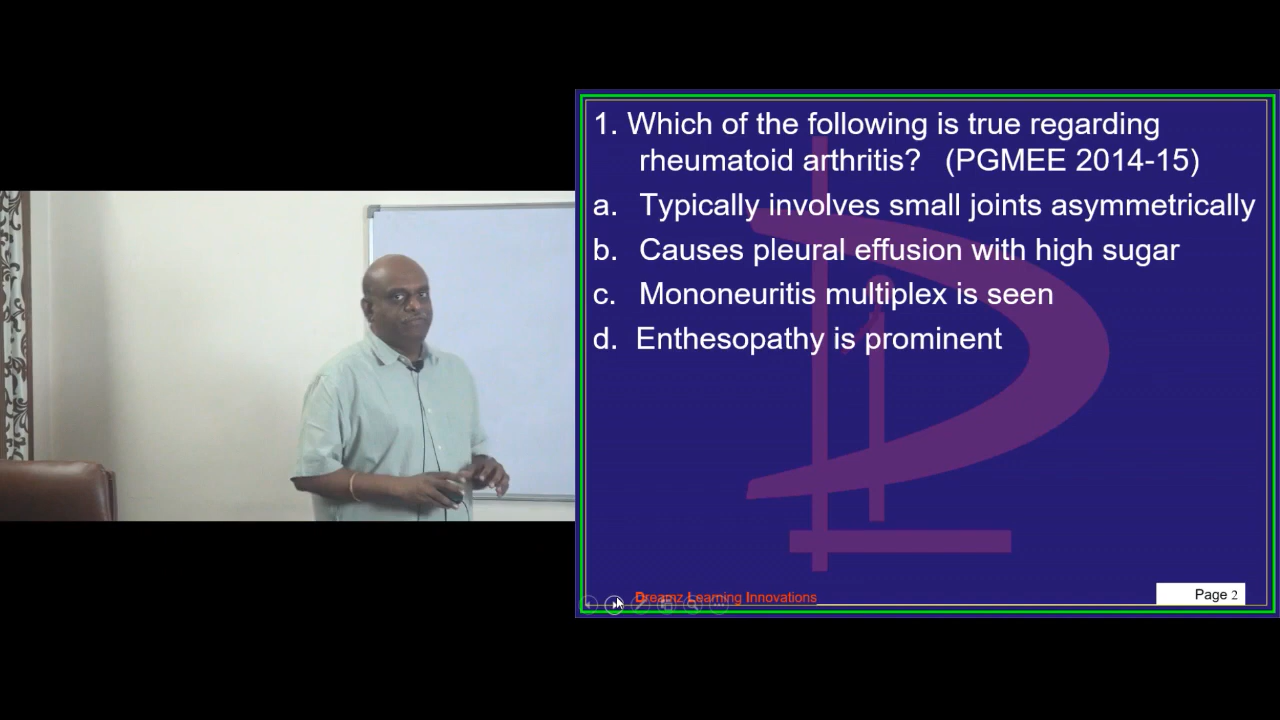 1. Which of the following is true regarding
rheumatoid arthritis? (PGMEE 2014-15)
a. Typically involves small joints asymmetrically
b. Causes pleural effusion with high sugar
c. Mononeuritis multiplex is seen
d. Enthesopathy is prominent
Dreamz Learning Innovations
Page 2